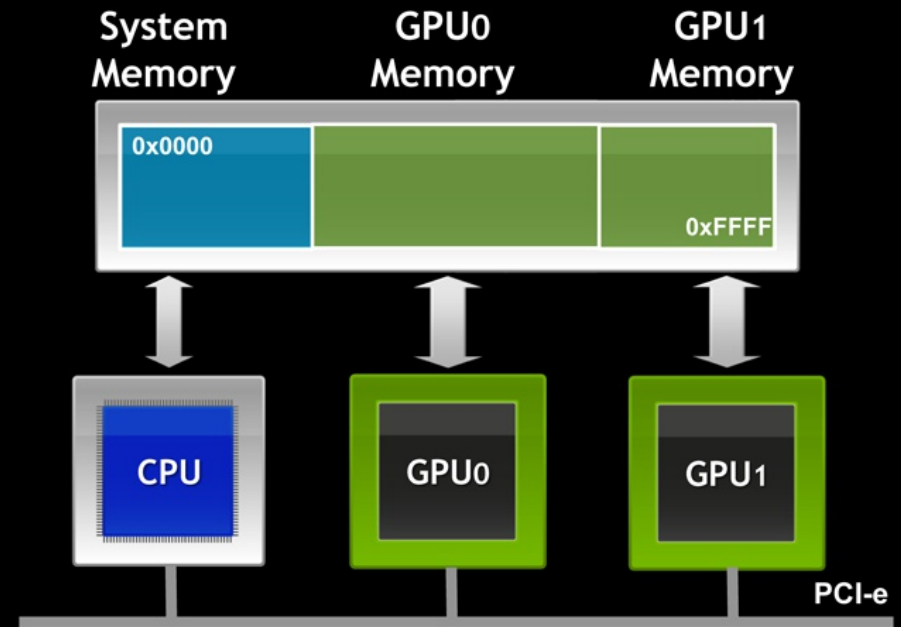 System
Memory
GPU0
Memory
GPU1
Memory
0x0000
0xFFFF
CPU
GPU0
GPU1
PCI-e